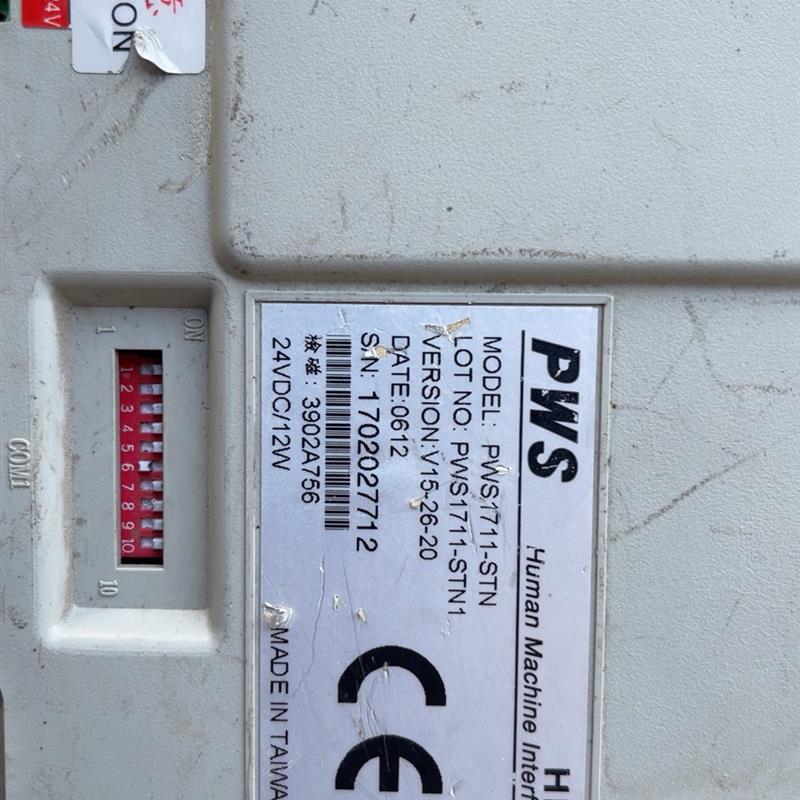 4V
ON
ON
1
1 2 3 4 5 6 7 8 9 10
10
COM1
PWS
Human Machine Interf
MODEL: PWS1711-STN
LOT NO: PWS1711-STN1
VERSION:V15-26-20
DATE:0612
S/N: 1702027712
檢磁: 3902A756
24VDC/12W
CE
MADE IN TAIWA